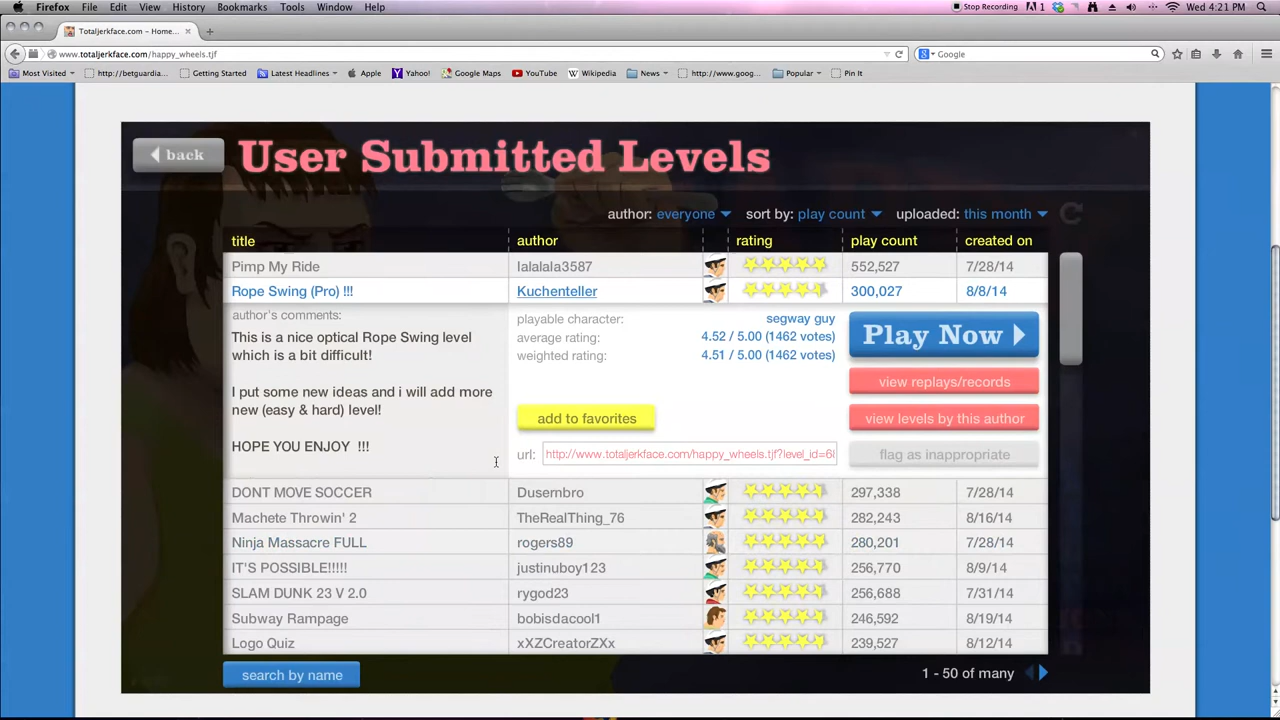 Firefox File Edit View History Bookmarks Tools Window Help Stop Recording 1 Wed 4:21 PM
Totaljerkface.com - Home...
www.totaljerkface.com/happy_wheels.tjf Google
Most Visited http://betguardia... Getting Started Latest Headlines Apple Yahoo! Google Maps YouTube Wikipedia News http://www.goog... Popular Pin It
back User Submitted Levels
author: everyone sort by: play count uploaded: this month
title author rating play count created on
Pimp My Ride lalalala3587 552,527 7/28/14
Rope Swing (Pro) !!! Kuchenteller 300,027 8/8/14
author's comments: playable character: segway guy
This is a nice optical Rope Swing level average rating: 4.52 / 5.00 (1462 votes) Play Now
which is a bit difficult! weighted rating: 4.51 / 5.00 (1462 votes)
view replays/records
I put some new ideas and i will add more
new (easy & hard) level! add to favorites view levels by this author
HOPE YOU ENJOY !!! url: http://www.totaljerkface.com/happy_wheels.tjf?level_id=6 flag as inappropriate
DONT MOVE SOCCER Dusernbro 297,338 7/28/14
Machete Throwin' 2 TheRealThing_76 282,243 8/16/14
Ninja Massacre FULL rogers89 280,201 7/28/14
IT'S POSSIBLE!!!!! justinuboy123 256,770 8/9/14
SLAM DUNK 23 V 2.0 rygod23 256,688 7/31/14
Subway Rampage bobisdacool1 246,592 8/19/14
Logo Quiz xXZCreatorZXx 239,527 8/12/14
search by name 1 - 50 of many